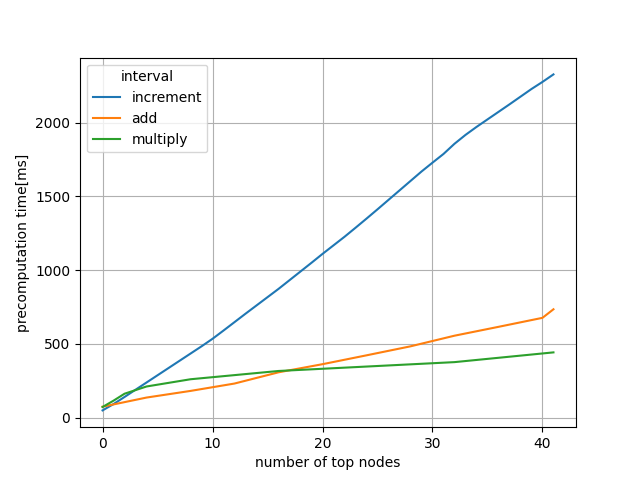 interval
increment
add
multiply
precomputation time[ms]
2000
1500
1000
500
0
0 10 20 30 40
number of top nodes